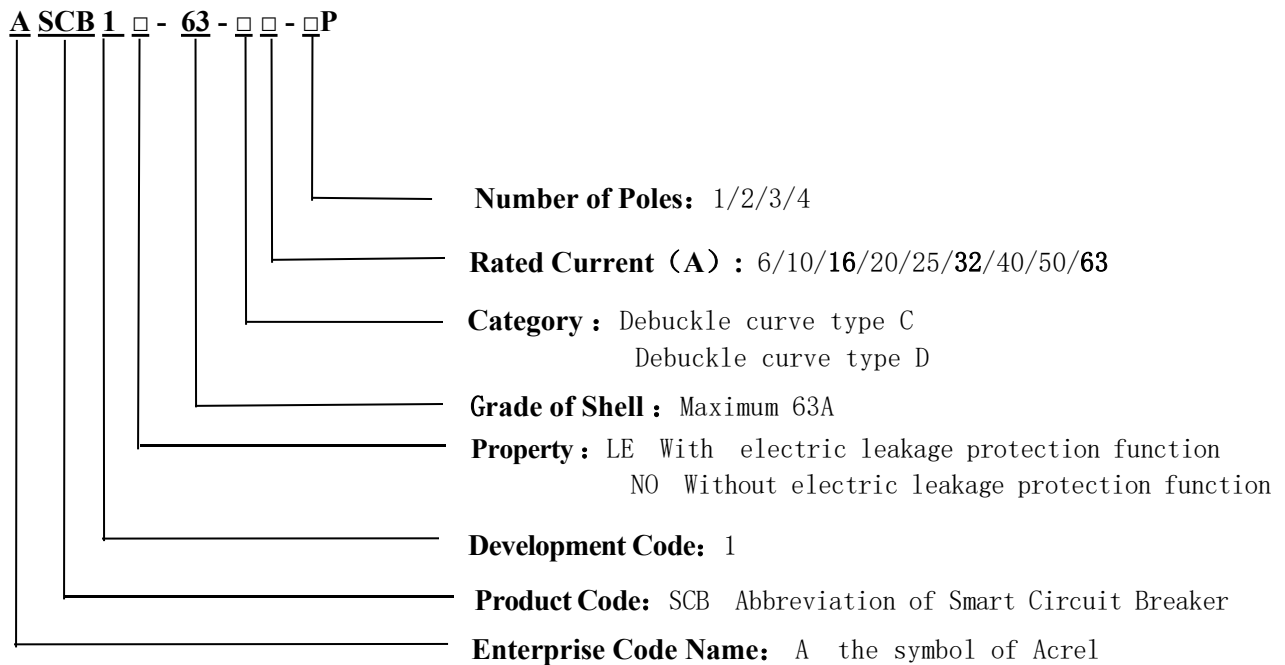 A SCB 1 □ - 63 - □ □ - □P
Number of Poles：1/2/3/4
Rated Current（A）：6/10/16/20/25/32/40/50/63
Category：Debuckle curve type C
Debuckle curve type D
Grade of Shell：Maximum 63A
Property：LE With electric leakage protection function
NO Without electric leakage protection function
Development Code：1
Product Code：SCB Abbreviation of Smart Circuit Breaker
Enterprise Code Name：A the symbol of Acrel